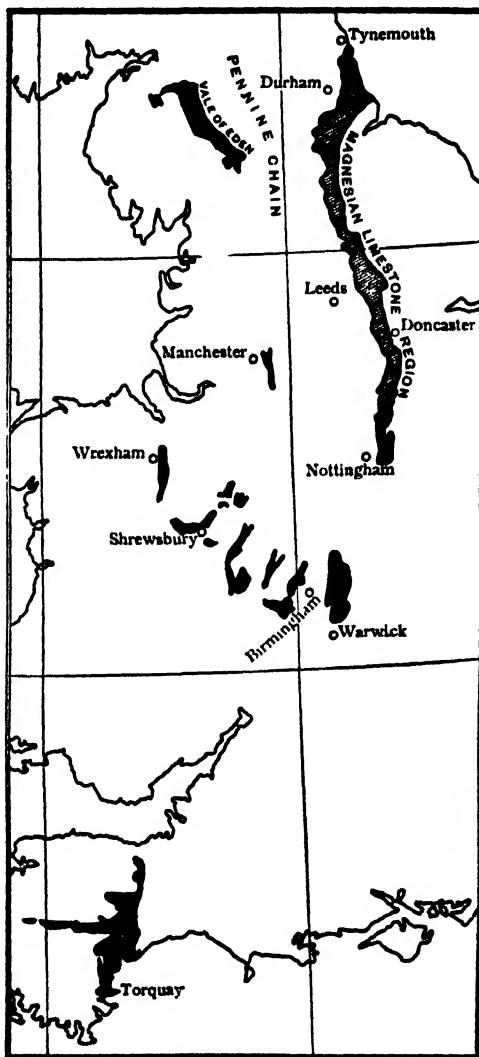 Tynemouth
Durham
PENNINE CHAIN
VALE OF EDEN
MAGNESIAN LIMESTONE REGION
Leeds
Doncaster
Manchester
Wrexham
Nottingham
Shrewsbury
Birmingham
Warwick
Torquay